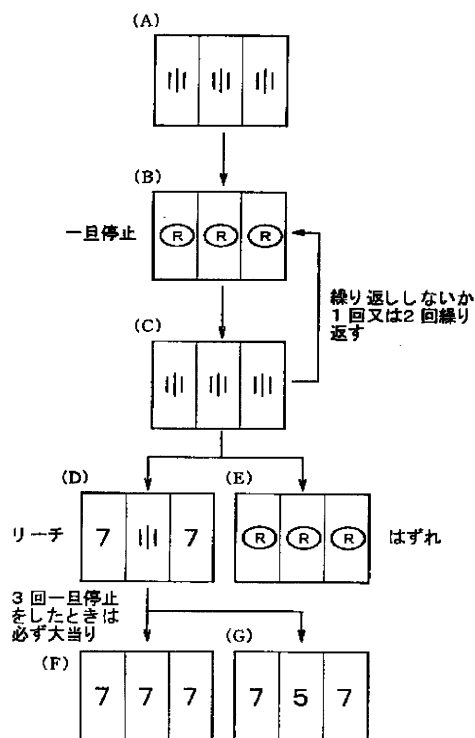 (A)
(B)
一旦停止
R R R
繰り返ししないか
1回又は2回繰り
返す
(C)
(D)
(E)
リーチ
7 7
R R R
はずれ
3回一旦停止
をしたときは
必ず大当り
(F)
(G)
7 7 7
7 5 7